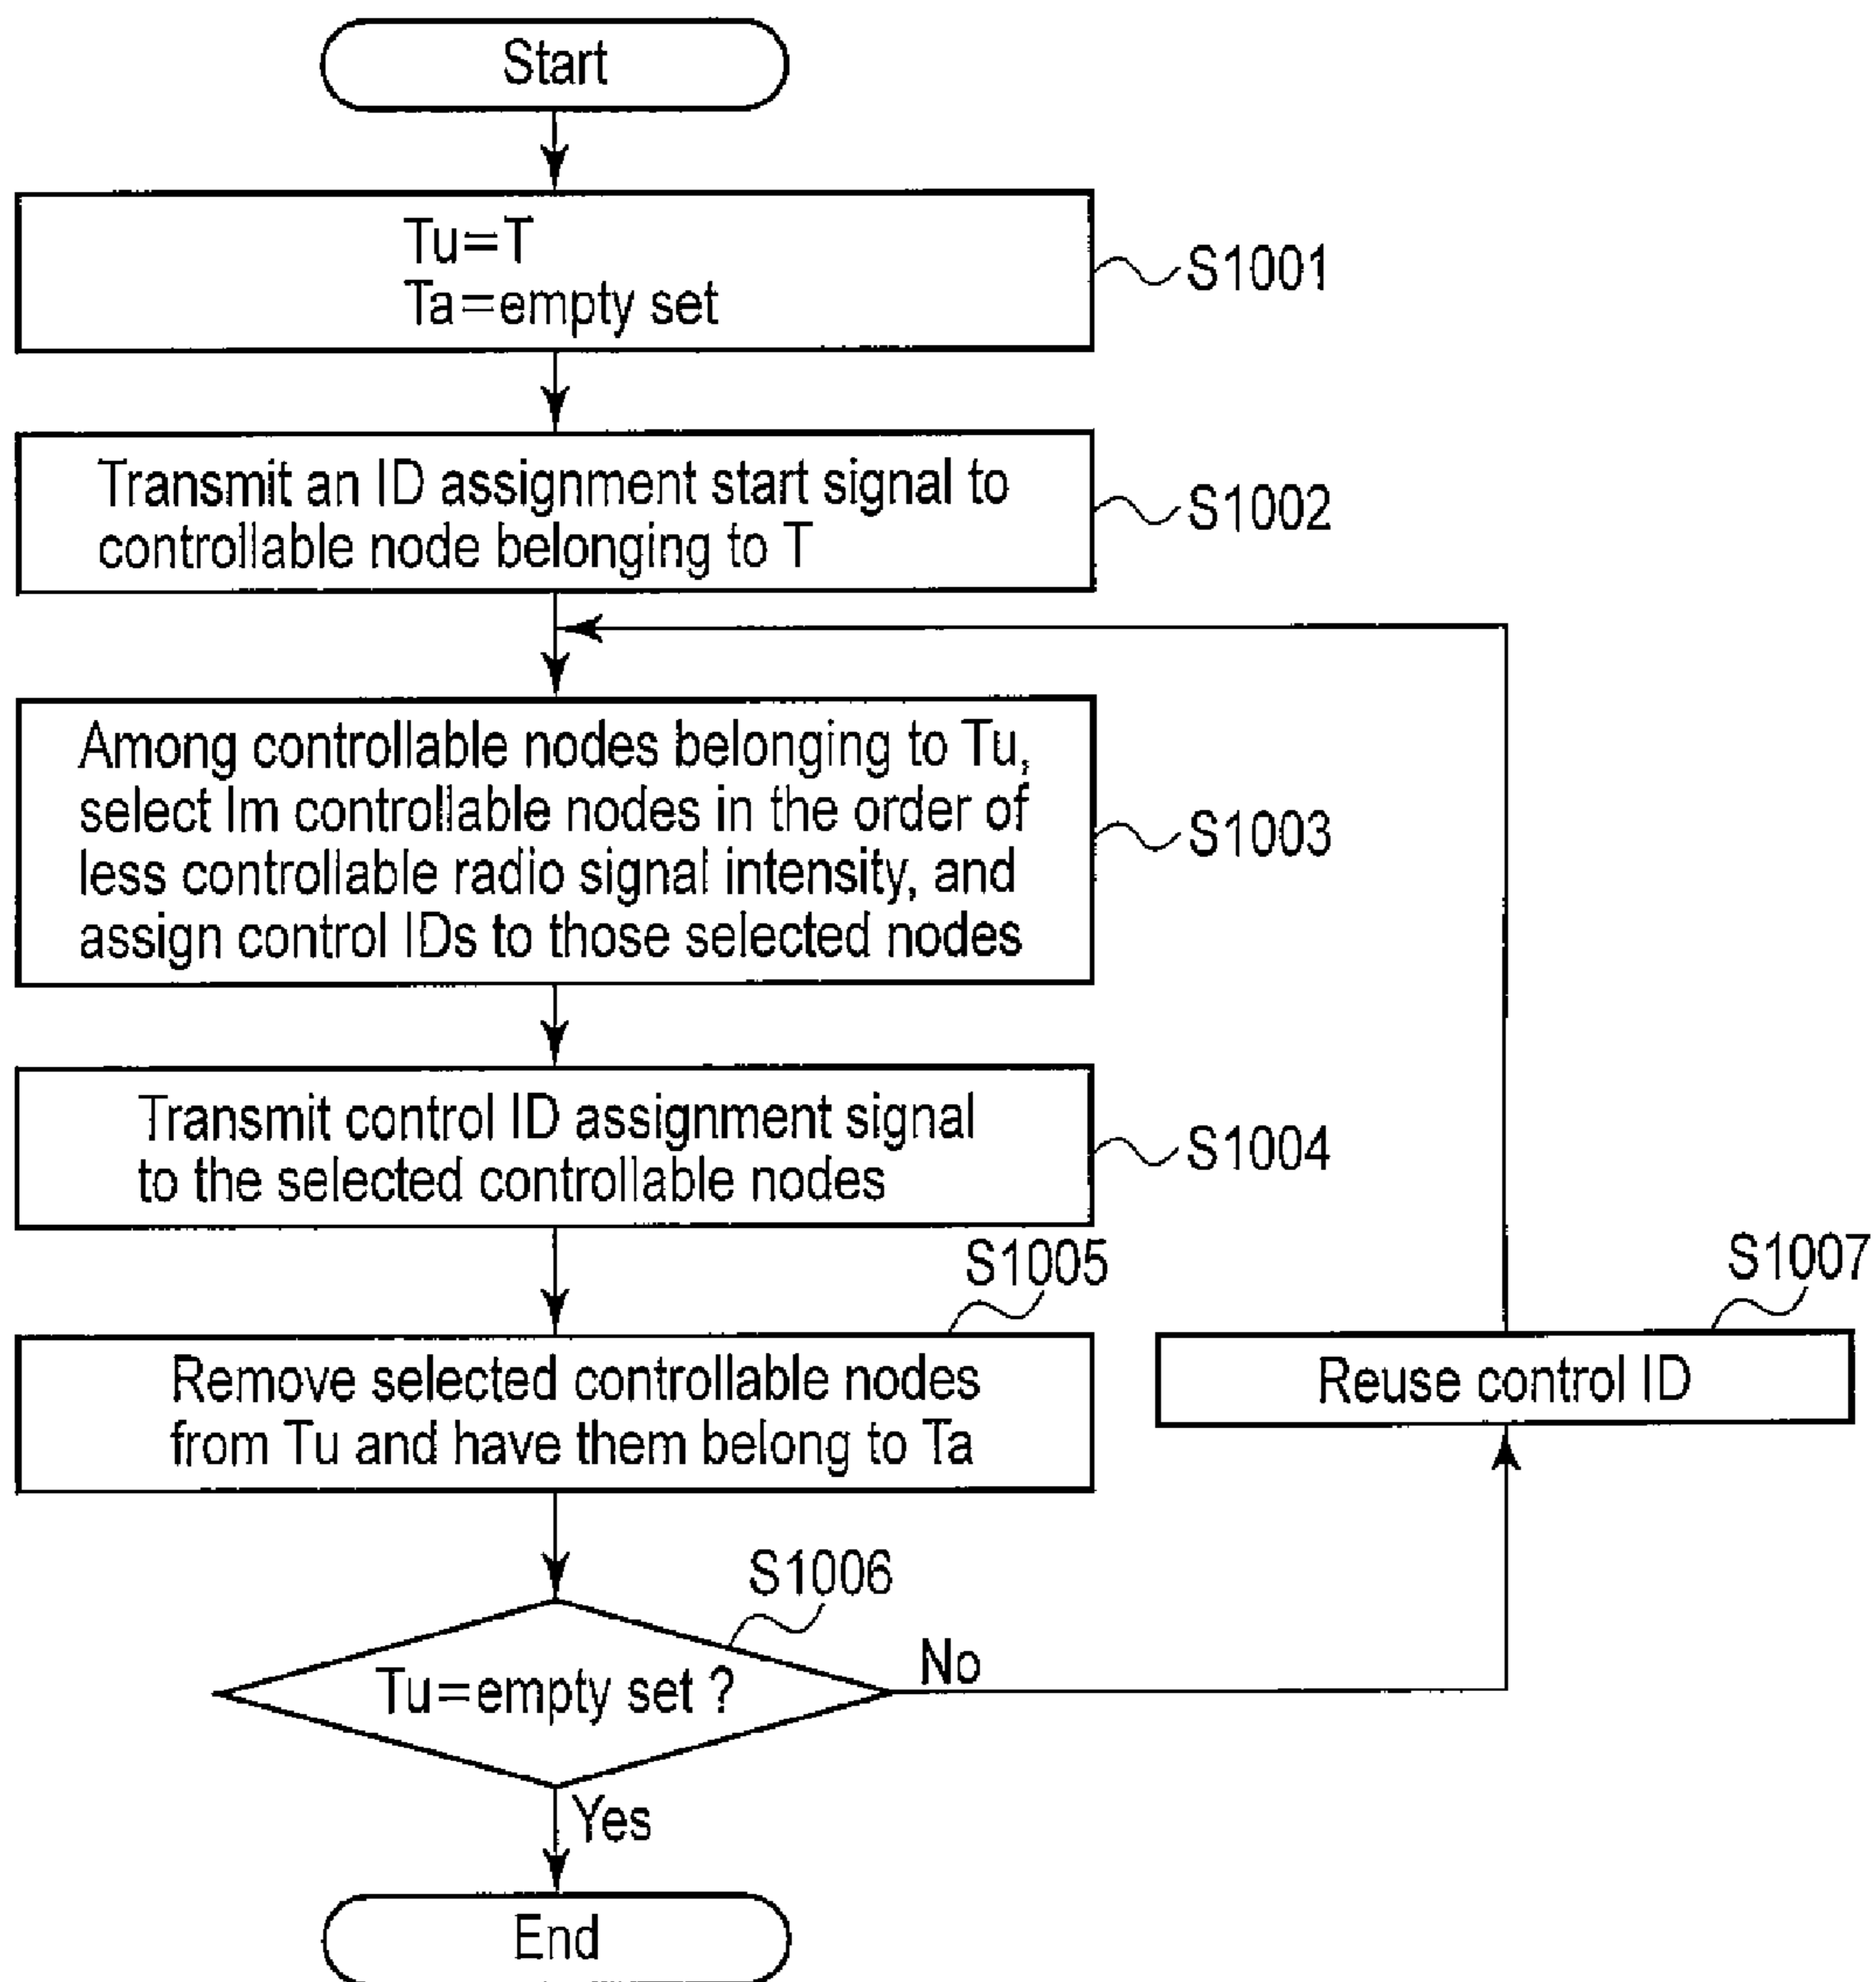 Start
Tu=T
Ta=empty set
S1001
Transmit an ID assignment start signal to
controllable node belonging to T
S1002
Among controllable nodes belonging to Tu,
select Im controllable nodes in the order of
less controllable radio signal intensity, and
assign control IDs to those selected nodes
S1003
Transmit control ID assignment signal
to the selected controllable nodes
S1004
S1005
Remove selected controllable nodes
from Tu and have them belong to Ta
S1007
Reuse control ID
S1006
Tu=empty set ?
No
Yes
End